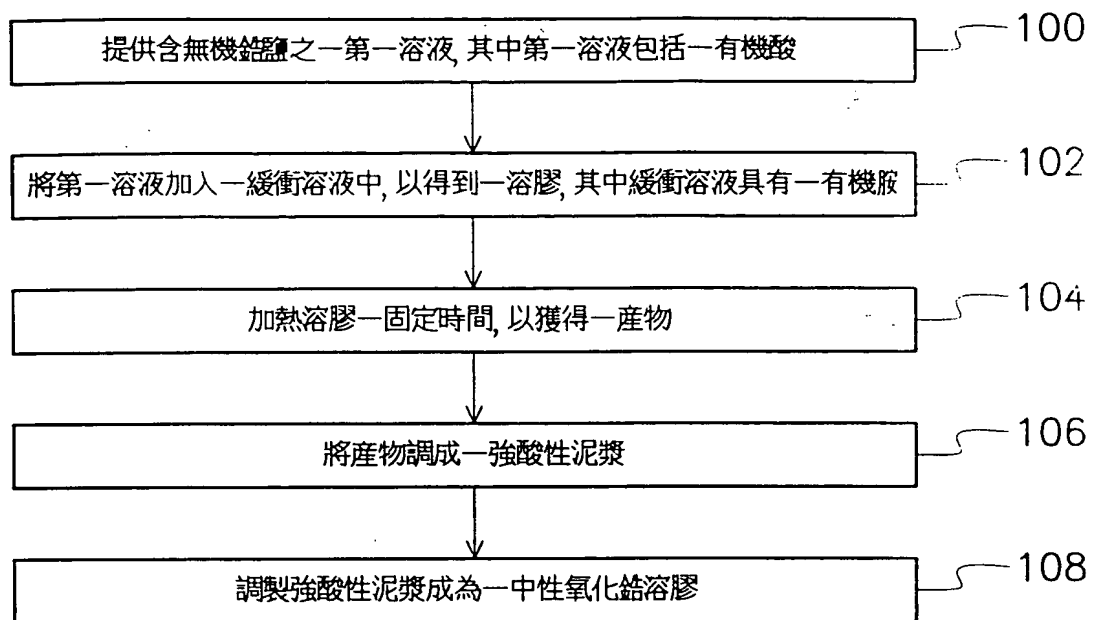 提供含無機鋯鹽之一第一溶液, 其中第一溶液包括一有機酸
100
將第一溶液加入一緩衝溶液中, 以得到一溶膠, 其中緩衝溶液具有一有機胺
102
加熱溶膠一固定時間, 以獲得一產物
104
將產物調成一強酸性泥漿
106
調製強酸性泥漿成為一中性氧化鋯溶膠
108